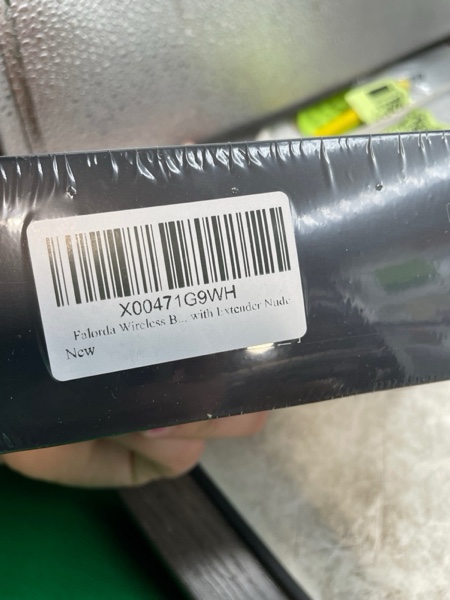 X00471G9WH
Falorda Wireless B... with Extender Nude
New